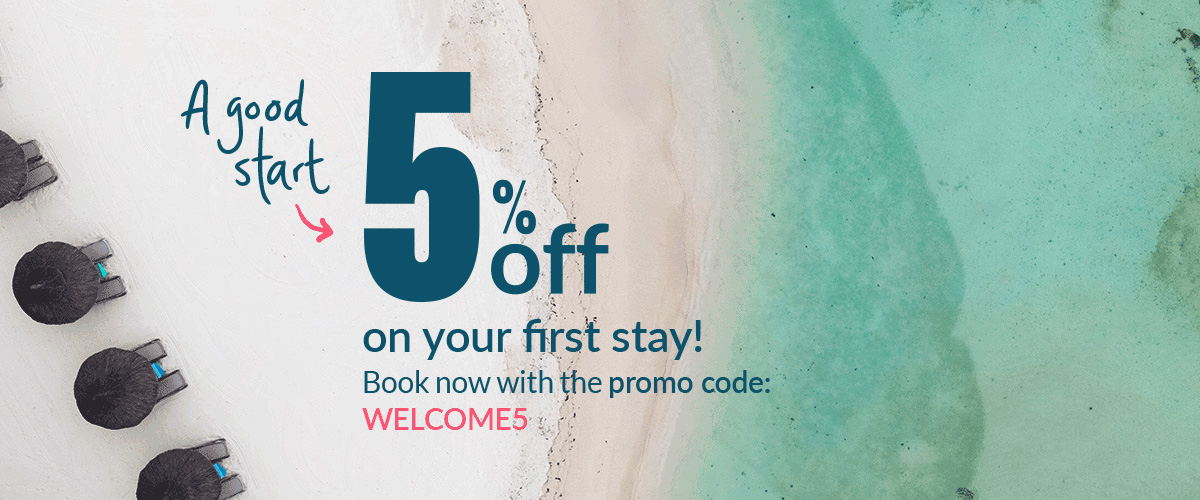 A good
start
5%
off
on your first stay!
Book now with the promo code:
WELCOME5